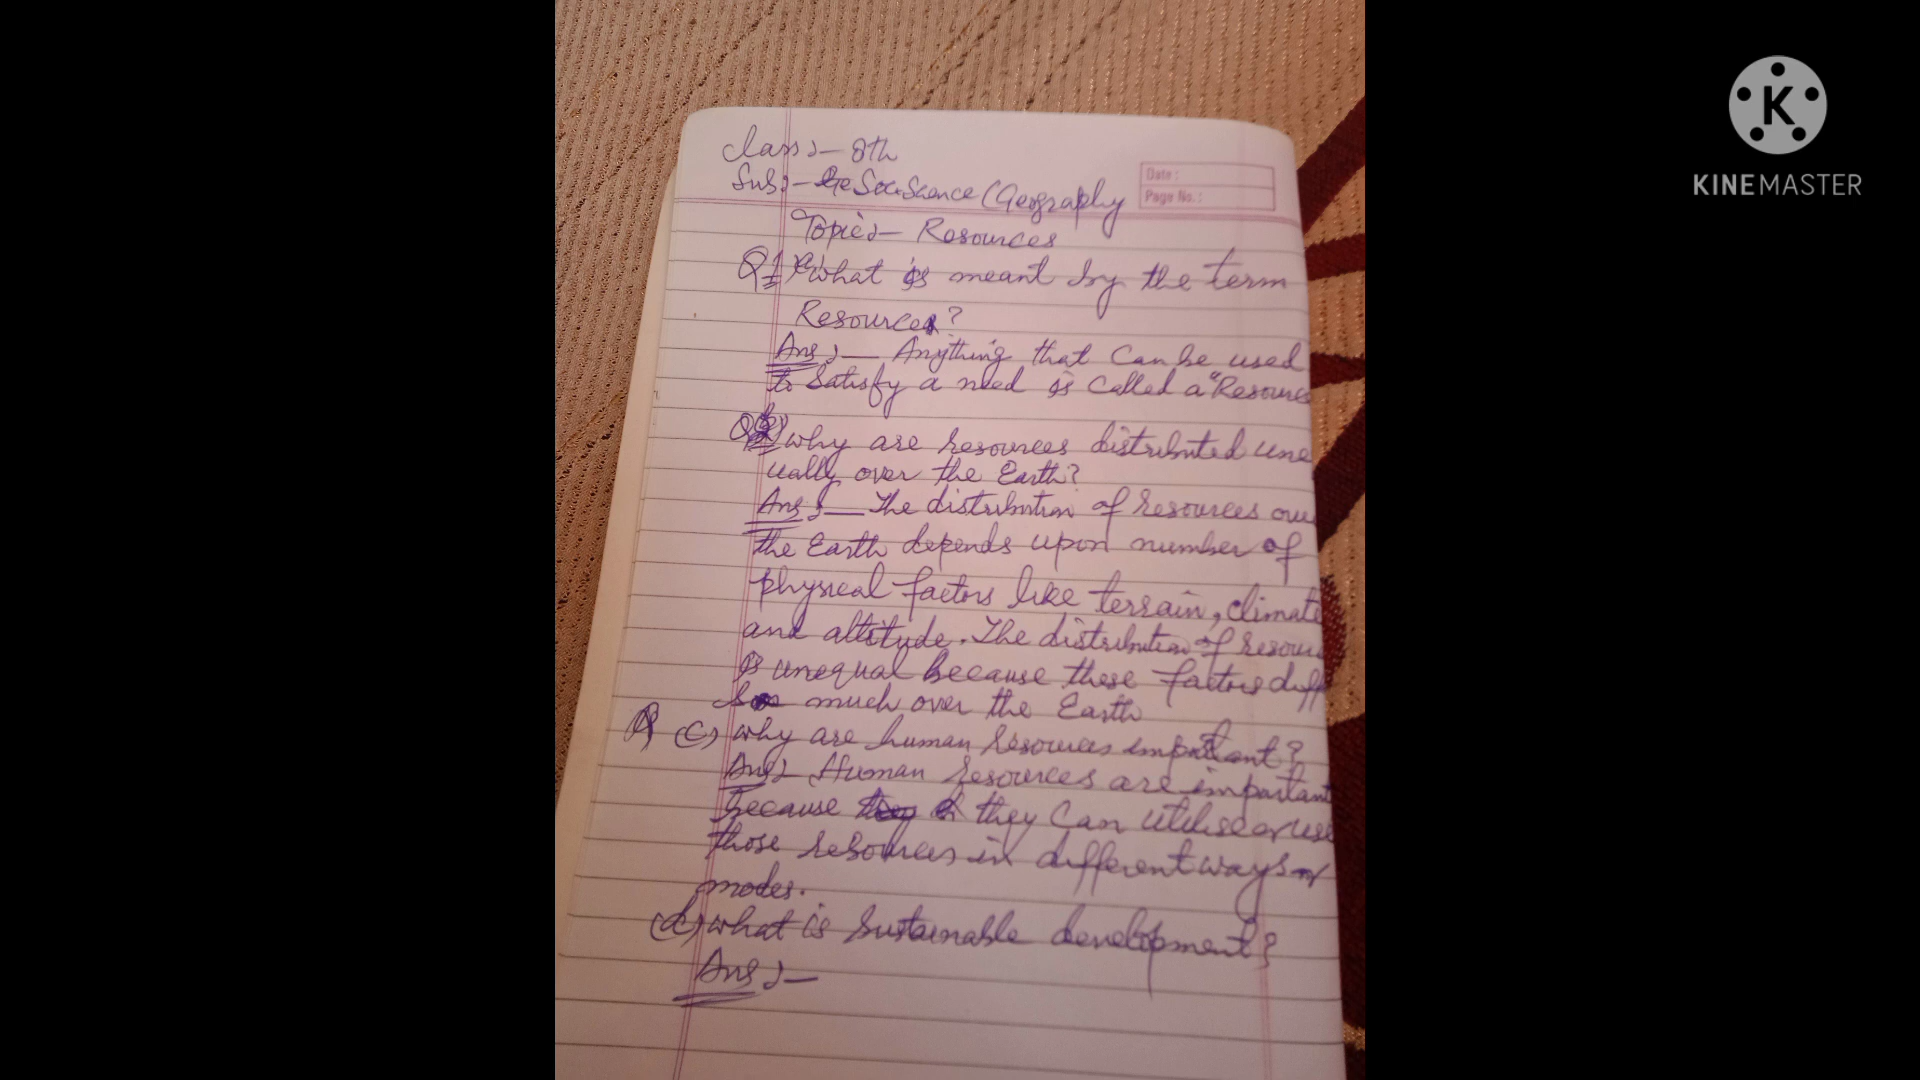 Class :- 8th
Sub :- Soc. Science (Geography
Date :
Page No. :
Topic :- Resources
Q1 What is meant by the term
Resource?
Ans :- Anything that can be used
to satisfy a need is called a "Resource
Q why are resources distributed une
ually over the Earth?
Ans :- The distribution of resources over
the Earth depends upon number of
physical factors like terrain, climate
and altitude. The distribution of resour
is unequal because these factors diff
so much over the Earth
Q (c) why are human resources important?
Ans :- Human resources are important
because they can utilise or use
those resources in different ways or
modes.
(d) what is sustainable development?
Ans :-
K
KINEMASTER